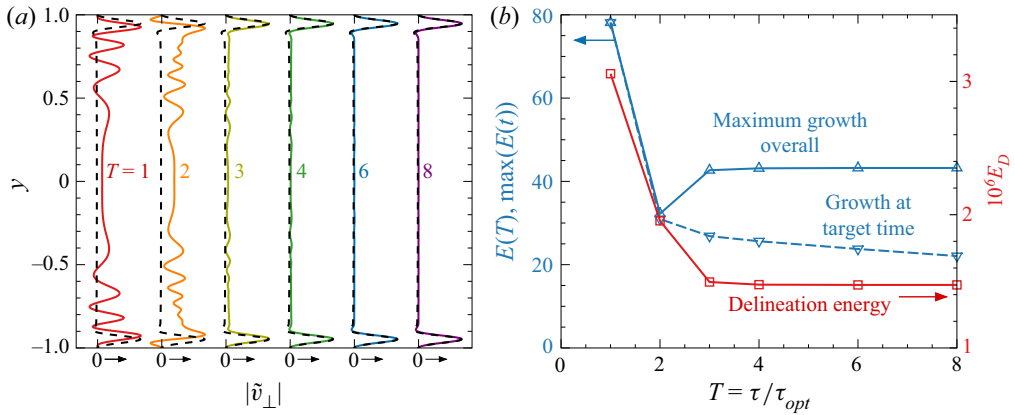 (a)
1.0
0.5
0
−0.5
−1.0
y
T = 1
2
3
4
6
8
0
0
0
0
0
0
|ṽ⊥|
(b)
80
60
40
20
0
E(T), max(E(t))
Maximum growth
overall
Growth at
target time
Delineation energy
3
2
1
10⁶E_D
0
2
4
6
8
T = τ/τ_opt